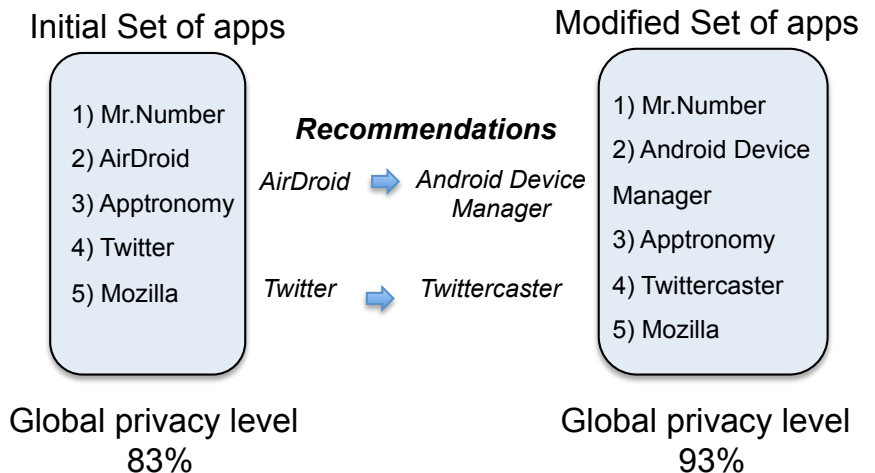 Initial Set of apps
1) Mr.Number
2) AirDroid
3) Apptronomy
4) Twitter
5) Mozilla
Global privacy level
83%
Recommendations
AirDroid
Android Device
Manager
Twitter
Twittercaster
Modified Set of apps
1) Mr.Number
2) Android Device
Manager
3) Apptronomy
4) Twittercaster
5) Mozilla
Global privacy level
93%